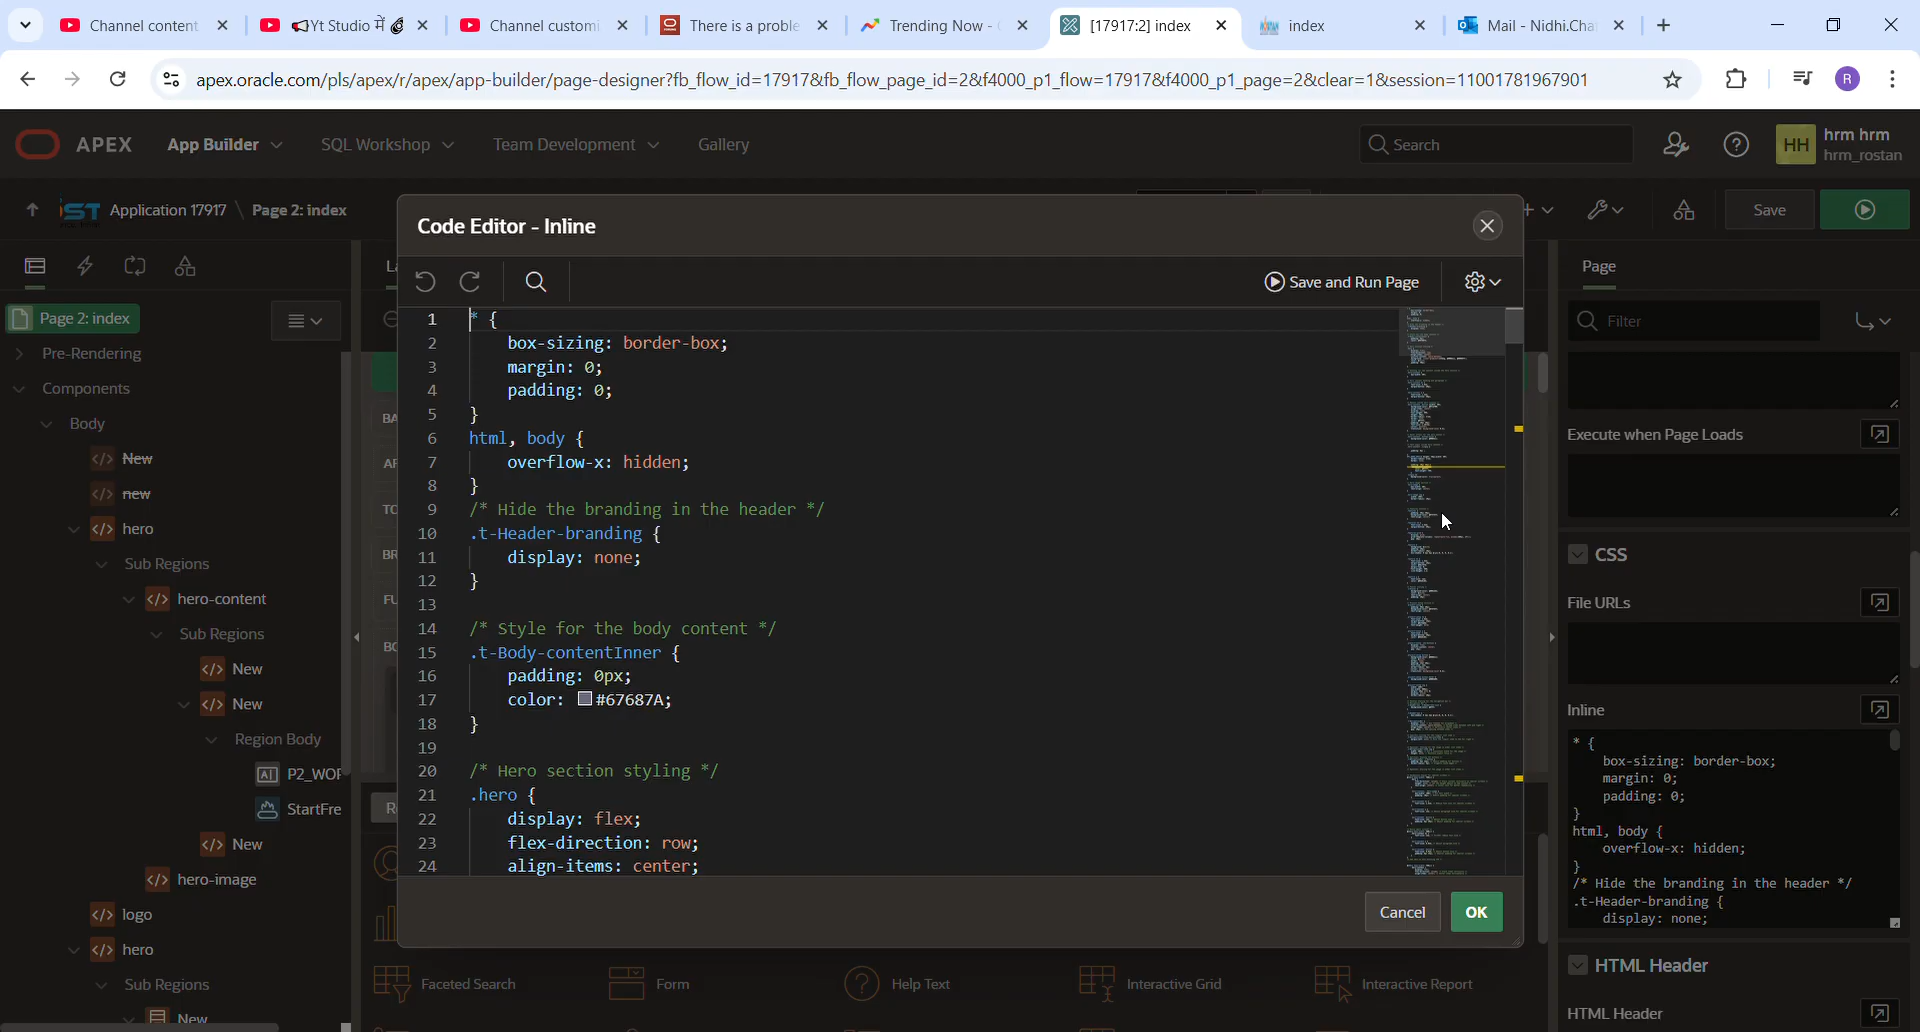 Channel content
Yt Studio में
Channel customi
There is a proble
Trending Now - 
[17917:2] index
index
Mail - Nidhi.Cha
apex.oracle.com/pls/apex/r/apex/app-builder/page-designer?fb_flow_id=17917&fb_flow_page_id=2&f4000_p1_flow=17917&f4000_p1_page=2&clear=1&session=11001781967901
R
APEX
App Builder
SQL Workshop
Team Development
Gallery
Search
HH
hrm hrm
hrm_rostan
Application 17917 \ Page 2: index
Save
Code Editor - Inline
Save and Run Page
Page
Filter
Page 2: index
Pre-Rendering
Components
Body
New
new
hero
Sub Regions
hero-content
Sub Regions
New
New
Region Body
P2_WOR
StartFre
New
hero-image
logo
hero
Sub Regions
New
1 * {
2 box-sizing: border-box;
3 margin: 0;
4 padding: 0;
5 }
6 html, body {
7 overflow-x: hidden;
8 }
9 /* Hide the branding in the header */
10 .t-Header-branding {
11 display: none;
12 }
13
14 /* Style for the body content */
15 .t-Body-contentInner {
16 padding: 0px;
17 color: #67687A;
18 }
19
20 /* Hero section styling */
21 .hero {
22 display: flex;
23 flex-direction: row;
24 align-items: center;
Cancel
OK
Faceted Search
Form
Help Text
Interactive Grid
Interactive Report
Execute when Page Loads
CSS
File URLs
Inline
* {
box-sizing: border-box;
margin: 0;
padding: 0;
}
html, body {
overflow-x: hidden;
}
/* Hide the branding in the header */
.t-Header-branding {
display: none;
HTML Header
HTML Header